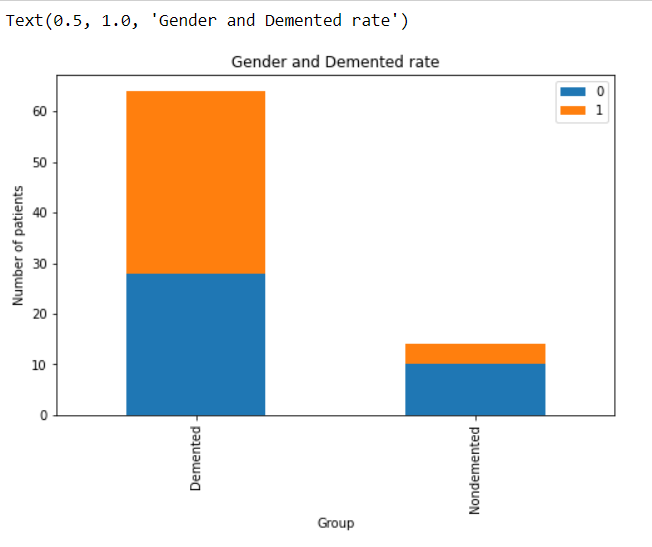 Text(0.5, 1.0, 'Gender and Demented rate')
Gender and Demented rate
0
1
60
50
40
30
20
10
0
Number of patients
Demented
Nondemented
Group